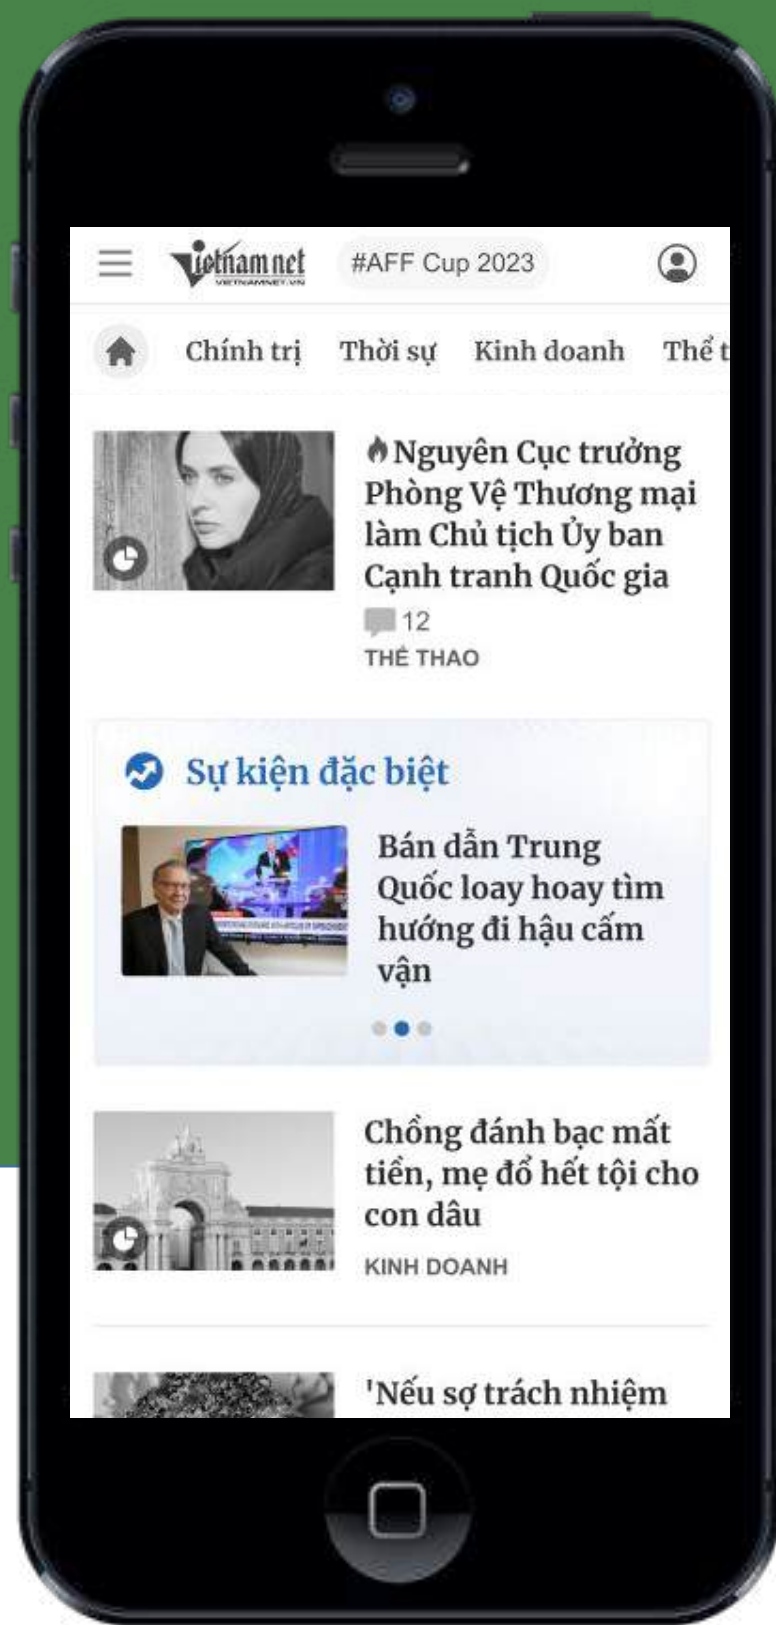 Vietnamnet
VIETNAMNET.VN
#AFF Cup 2023
Chính trị Thời sự Kinh doanh Thể t
Nguyên Cục trưởng
Phòng Vệ Thương mại
làm Chủ tịch Ủy ban
Cạnh tranh Quốc gia
12
THỂ THAO
Sự kiện đặc biệt
Bán dẫn Trung
Quốc loay hoay tìm
hướng đi hậu cấm
vận
Chồng đánh bạc mất
tiền, mẹ đổ hết tội cho
con dâu
KINH DOANH
'Nếu sợ trách nhiệm